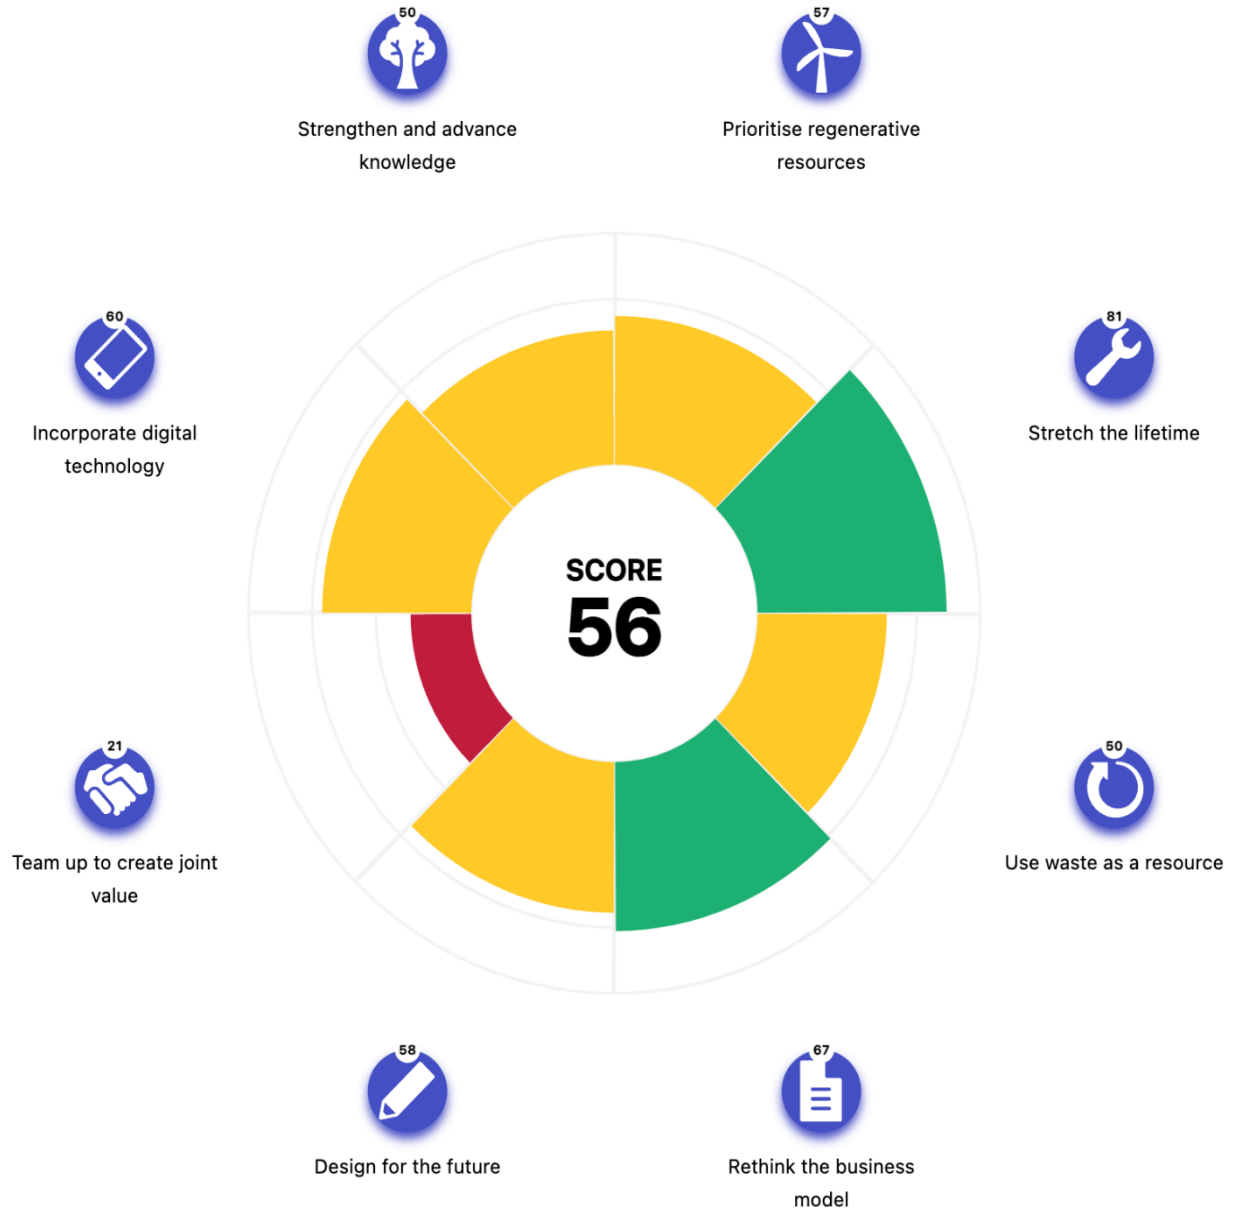 50
Strengthen and advance
knowledge
57
Prioritise regenerative
resources
60
Incorporate digital
technology
81
Stretch the lifetime
SCORE
56
21
Team up to create joint
value
50
Use waste as a resource
58
Design for the future
67
Rethink the business
model